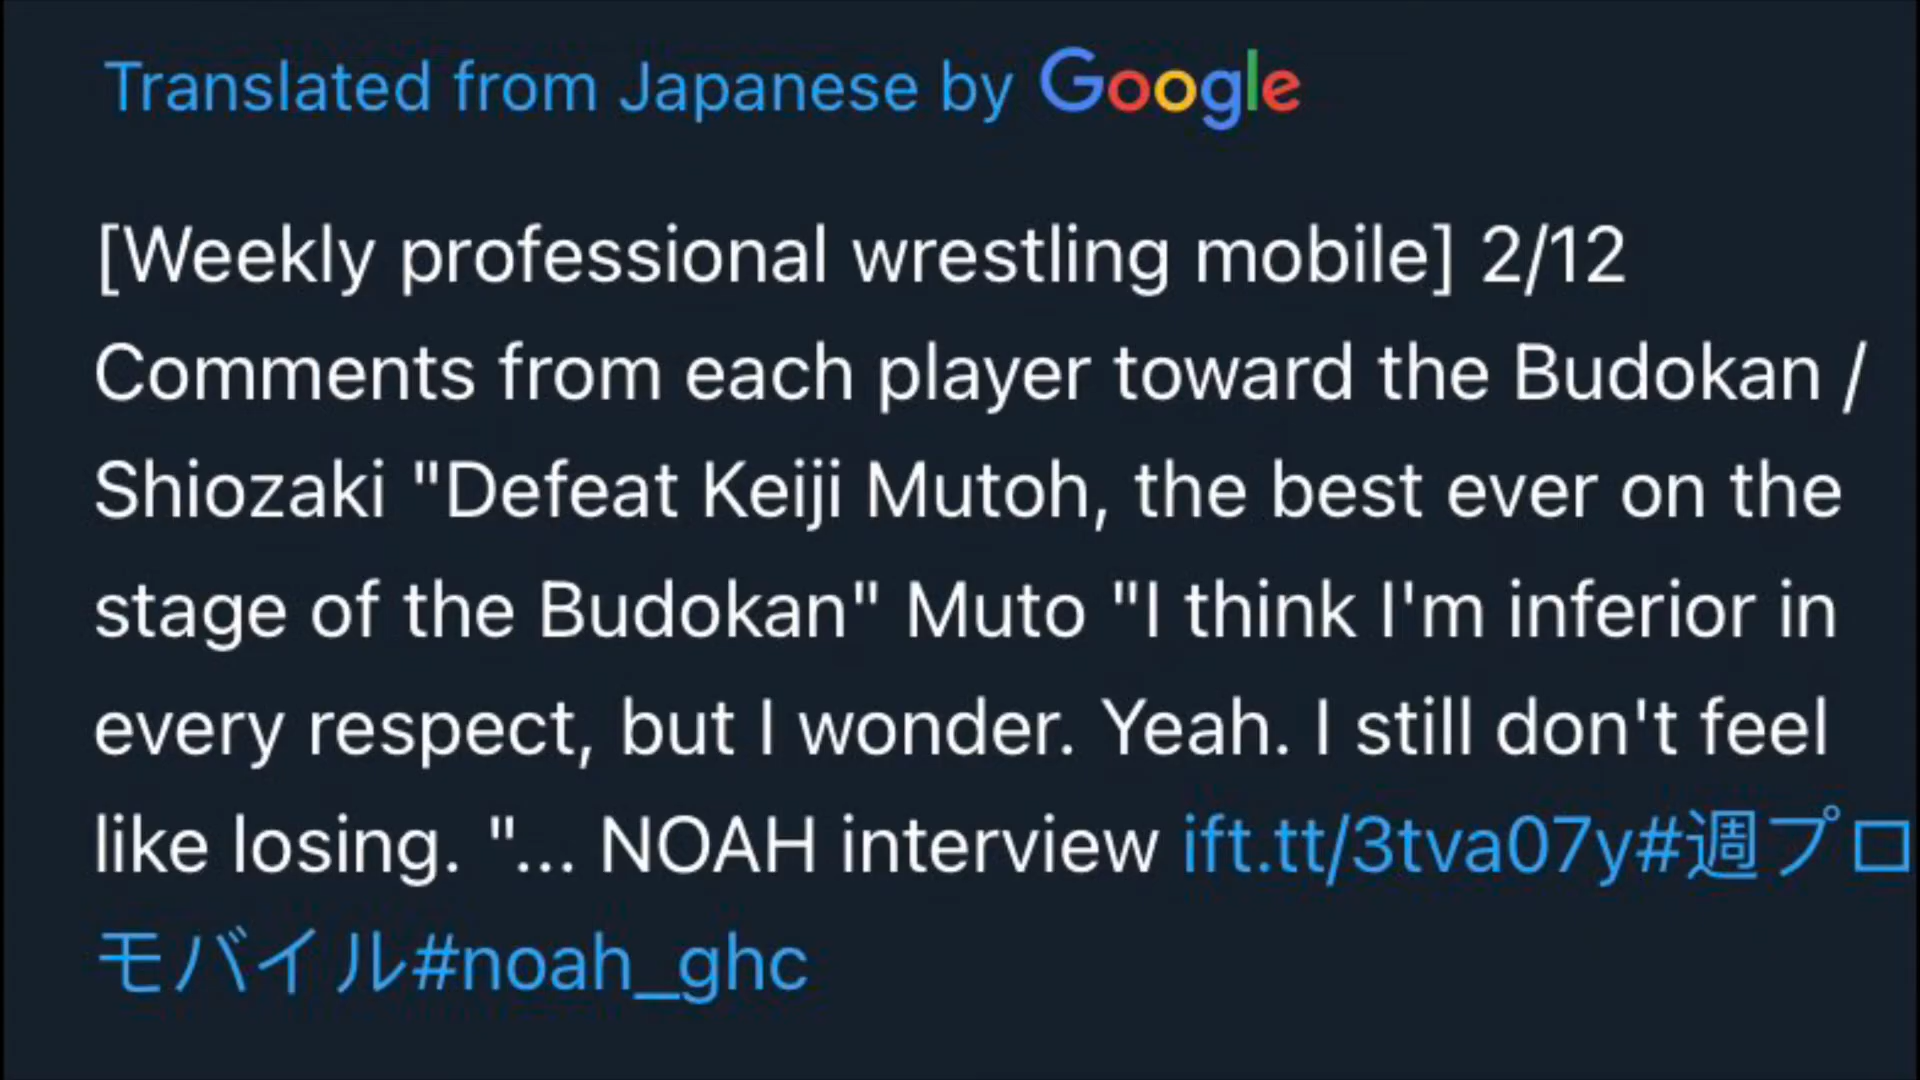 Translated from Japanese by Google
[Weekly professional wrestling mobile] 2/12
Comments from each player toward the Budokan /
Shiozaki "Defeat Keiji Mutoh, the best ever on the
stage of the Budokan" Muto "I think I'm inferior in
every respect, but I wonder. Yeah. I still don't feel
like losing. "... NOAH interview ift.tt/3tva07y#週プロ
モバイル#noah_ghc